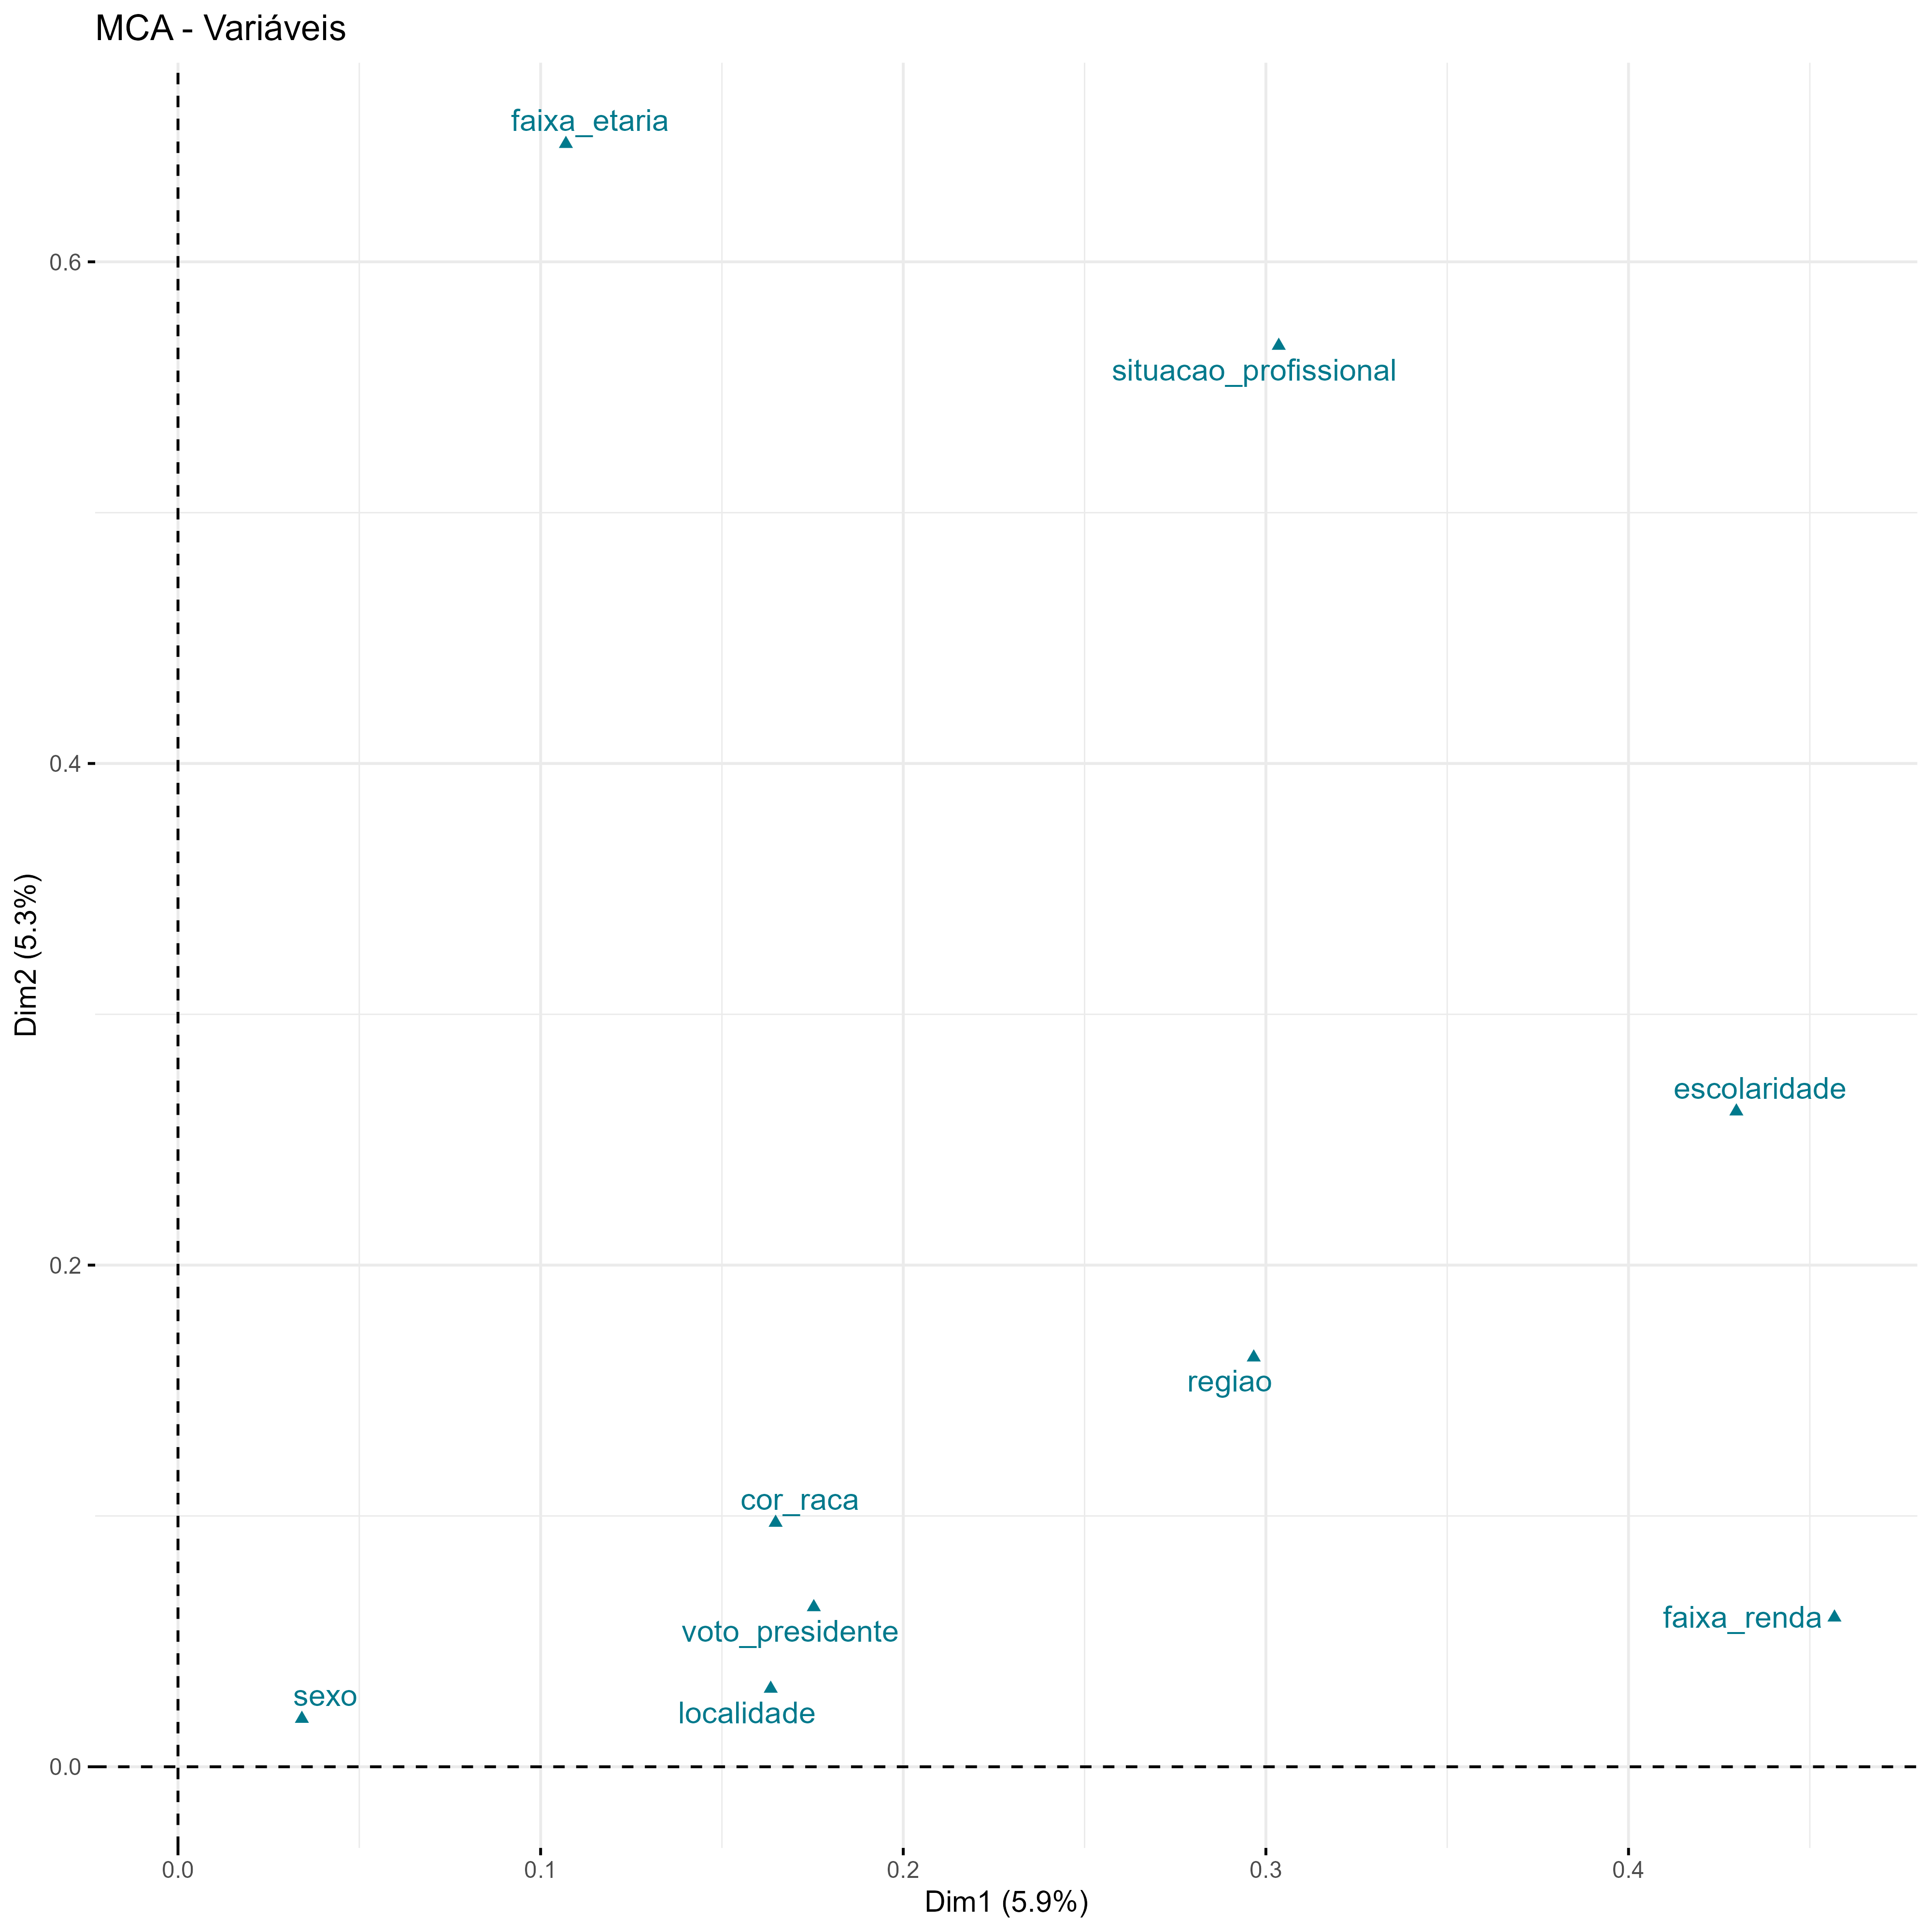 MCA - Variáveis
faixa_etaria
0.6
situacao_profissional
0.4
Dim2 (5.3%)
escolaridade
0.2
regiao
cor_raca
voto_presidente
faixa_renda
sexo
localidade
0.0
0.0 0.1 0.2 0.3 0.4
Dim1 (5.9%)